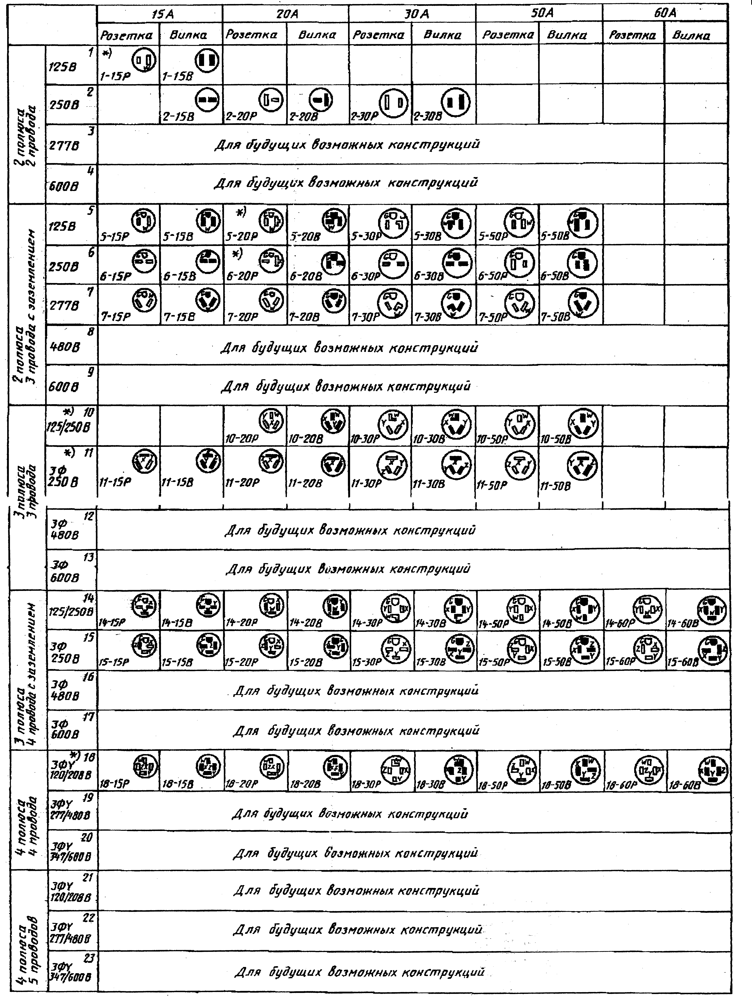 15А 20А 30А 50А 60А
Розетка Вилка Розетка Вилка Розетка Вилка Розетка Вилка Розетка Вилка
2 полюса
2 провода
1
125В
*)
W
1-15Р 1-15В
2
250В
2-15В 2-20Р 2-20В 2-30Р 2-30В
3
277В
Для будущих возможных конструкций
4
600В
Для будущих возможных конструкций
2 полюса
3 провода с заземлением
5
125В
*)
5-15Р 5-15В 5-20Р 5-20В 5-30Р 5-30В 5-50Р 5-50В
6
250В
*)
6-15Р 6-15В 6-20Р 6-20В 6-30Р 6-30В 6-50Р 6-50В
7
277В
7-15Р 7-15В 7-20Р 7-20В 7-30Р 7-30В 7-50Р 7-50В
8
480В
Для будущих возможных конструкций
9
600В
Для будущих возможных конструкций
3 полюса
3 провода
*) 10
125/250В
10-20Р 10-20В 10-30Р 10-30В 10-50Р 10-50В
*) 11
3Ф
250В
11-15Р 11-15В 11-20Р 11-20В 11-30Р 11-30В 11-50Р 11-50В
12
3Ф
480В
Для будущих возможных конструкций
13
3Ф
600В
Для будущих возможных конструкций
3 полюса
4 провода с заземлением
14
125/250В
14-15Р 14-15В 14-20Р 14-20В 14-30Р 14-30В 14-50Р 14-50В 14-60Р 14-60В
15
3Ф
250В
15-15Р 15-15В 15-20Р 15-20В 15-30Р 15-30В 15-50Р 15-50В 15-60Р 15-60В
16
3Ф
480В
Для будущих возможных конструкций
17
3Ф
600В
Для будущих возможных конструкций
4 полюса
4 провода
*) 18
3ФY
120/208В
18-15Р 18-15В 18-20Р 18-20В 18-30Р 18-30В 18-50Р 18-50В 18-60Р 18-60В
19
3ФY
277/480В
Для будущих возможных конструкций
20
3ФY
347/600В
Для будущих возможных конструкций
4 полюса
5 проводов
21
3ФY
120/208В
Для будущих возможных конструкций
22
3ФY
277/480В
Для будущих возможных конструкций
23
3ФY
347/600В
Для будущих возможных конструкций